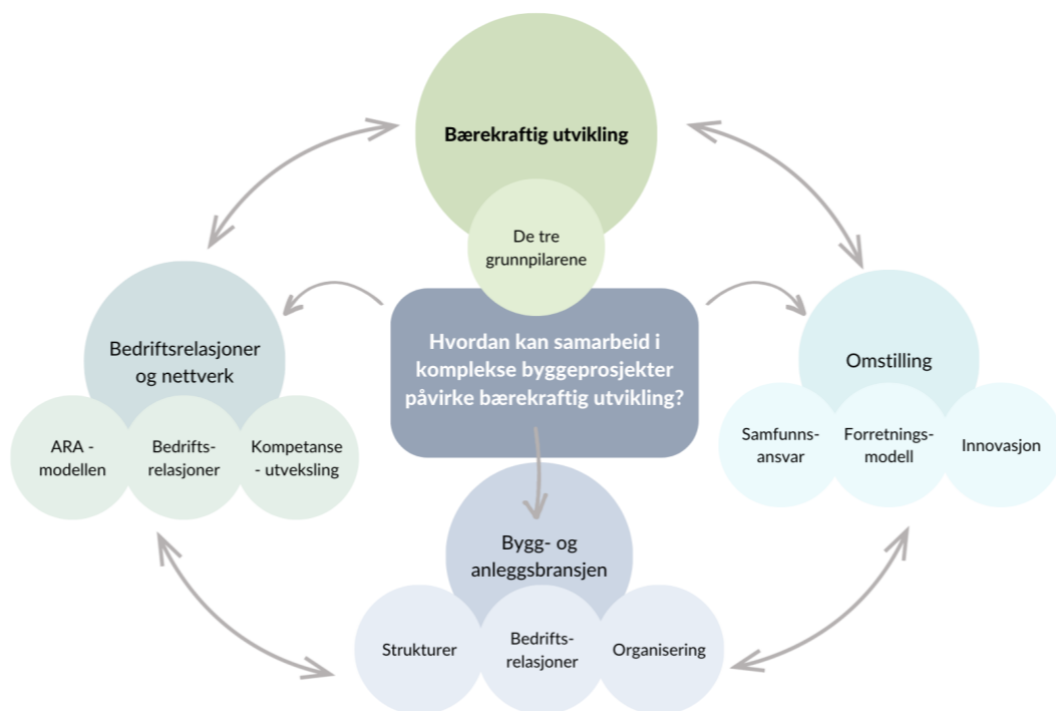 Bærekraftig utvikling
De tre
grunnpilarene
Bedriftsrelasjoner
og nettverk
ARA -
modellen
Bedrifts-
relasjoner
Kompetanse
- utveksling
Hvordan kan samarbeid i
komplekse byggeprosjekter
påvirke bærekraftig utvikling?
Omstilling
Samfunns-
ansvar
Forretnings-
modell
Innovasjon
Bygg- og
anleggsbransjen
Strukturer
Bedrifts-
relasjoner
Organisering